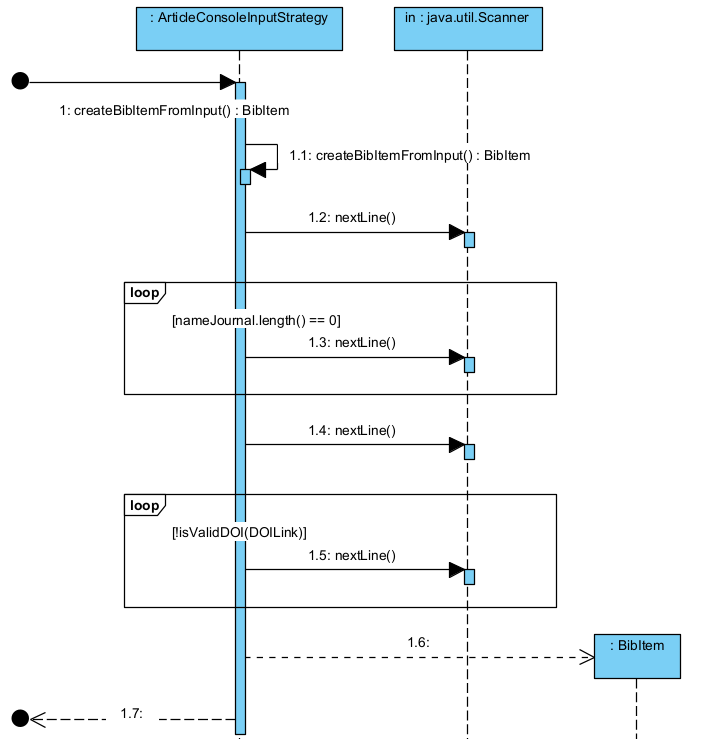 : ArticleConsoleInputStrategy
in : java.util.Scanner
1: createBibItemFromInput() : BibItem
1.1: createBibItemFromInput() : BibItem
1.2: nextLine()
loop
[nameJournal.length() == 0]
1.3: nextLine()
1.4: nextLine()
loop
[!isValidDOI(DOILink)]
1.5: nextLine()
1.6:
: BibItem
1.7: